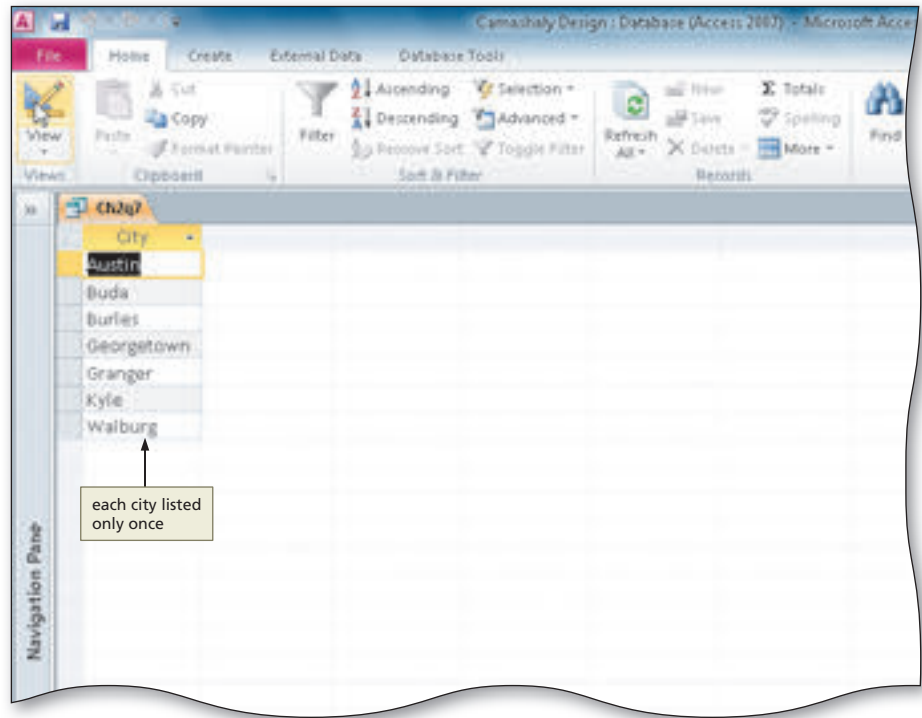 Camashaly Design : Database (Access 2007) - Microsoft Acce
File Home Create External Data Database Tools
View
Paste
Cut
Copy
Format Painter
Filter
Ascending
Descending
Remove Sort
Selection
Advanced
Toggle Filter
Refresh All
New
Save
Delete
Totals
Spelling
More
Find
Views Clipboard Sort & Filter Records
Ch2q7
City
Austin
Buda
Burles
Georgetown
Granger
Kyle
Walburg
each city listed
only once
Navigation Pane